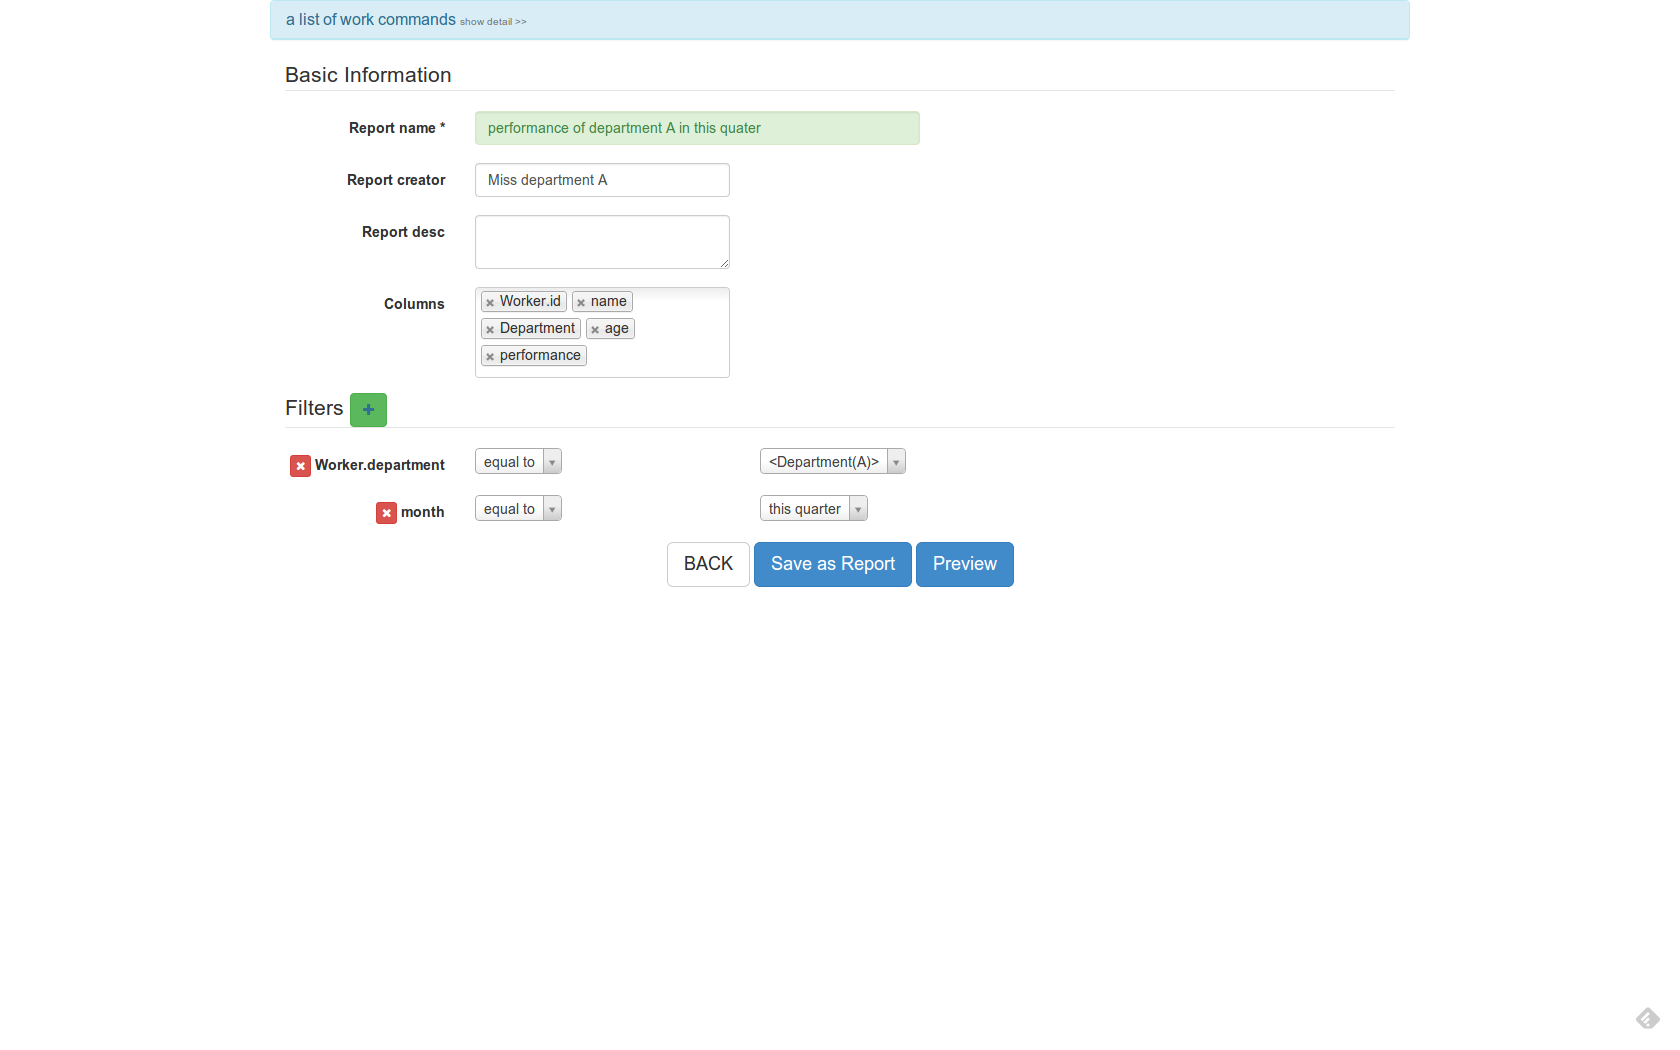 a list of work commands show detail >>
Basic Information
Report name * performance of department A in this quater
Report creator Miss department A
Report desc
Columns Worker.id name
Department age
performance
Filters
Worker.department equal to <Department(A)>
month equal to this quarter
BACK Save as Report Preview